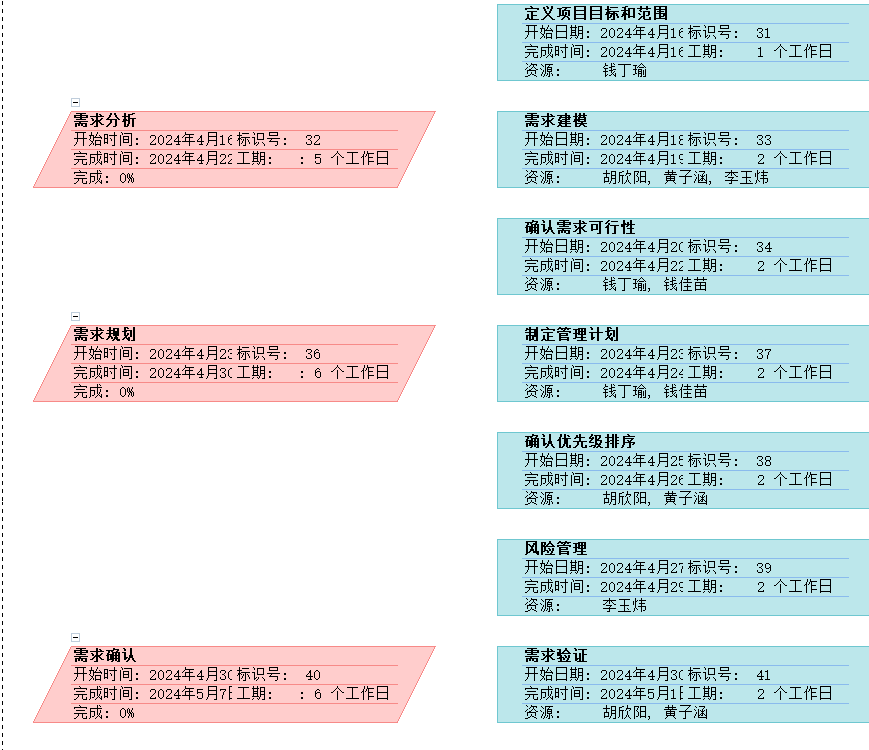 定义项目目标和范围
开始日期: 2024年4月16 标识号: 31
完成时间: 2024年4月16 工期: 1 个工作日
资源: 钱丁瑜
需求分析
开始时间: 2024年4月16 标识号: 32
完成时间: 2024年4月22 工期: : 5 个工作日
完成: 0%
需求建模
开始日期: 2024年4月18 标识号: 33
完成时间: 2024年4月19 工期: 2 个工作日
资源: 胡欣阳, 黄子涵, 李玉炜
确认需求可行性
开始日期: 2024年4月20 标识号: 34
完成时间: 2024年4月22 工期: 2 个工作日
资源: 钱丁瑜, 钱佳苗
需求规划
开始时间: 2024年4月23 标识号: 36
完成时间: 2024年4月30 工期: : 6 个工作日
完成: 0%
制定管理计划
开始日期: 2024年4月23 标识号: 37
完成时间: 2024年4月24 工期: 2 个工作日
资源: 钱丁瑜, 钱佳苗
确认优先级排序
开始日期: 2024年4月25 标识号: 38
完成时间: 2024年4月26 工期: 2 个工作日
资源: 胡欣阳, 黄子涵
风险管理
开始日期: 2024年4月27 标识号: 39
完成时间: 2024年4月29 工期: 2 个工作日
资源: 李玉炜
需求确认
开始时间: 2024年4月30 标识号: 40
完成时间: 2024年5月7日 工期: : 6 个工作日
完成: 0%
需求验证
开始日期: 2024年4月30 标识号: 41
完成时间: 2024年5月1日 工期: 2 个工作日
资源: 胡欣阳, 黄子涵